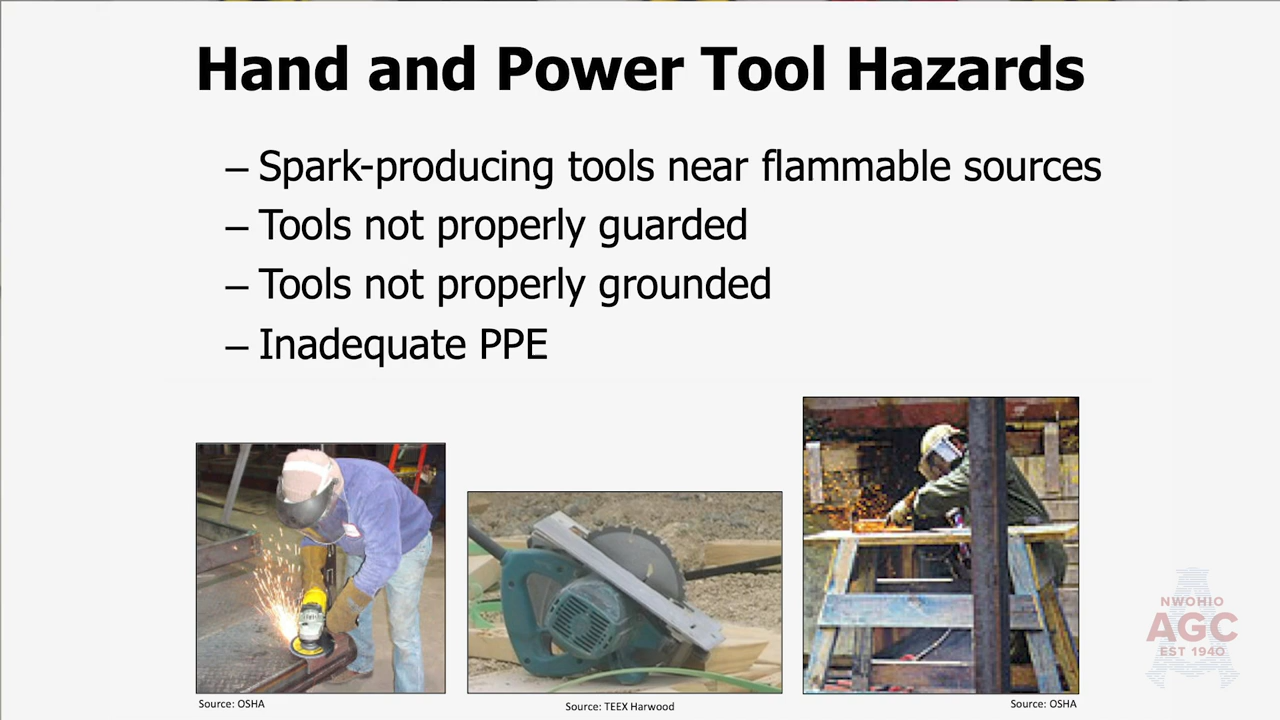 Hand and Power Tool Hazards
– Spark-producing tools near flammable sources
– Tools not properly guarded
– Tools not properly grounded
– Inadequate PPE
NWOHIO
AGC
EST 1940
Source: OSHA
Source: TEEX Harwood
Source: OSHA